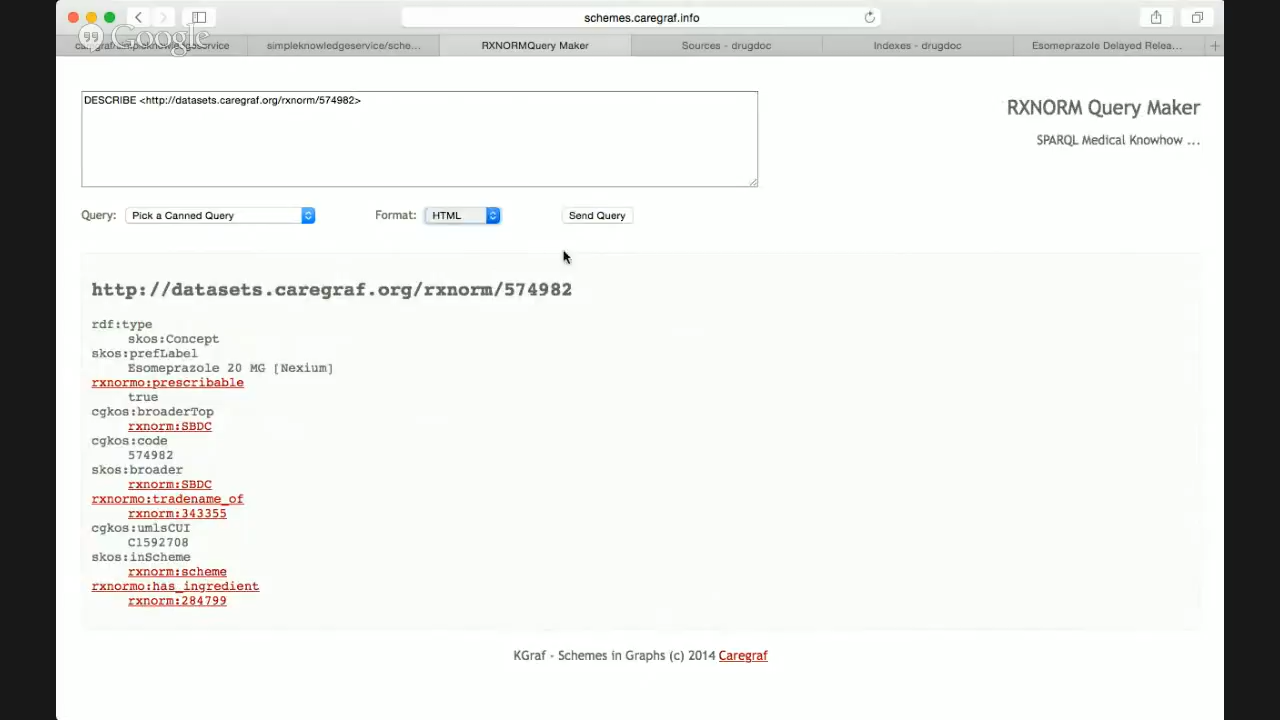 schemes.caregraf.info
Google
simpleknowledgeservice/sche...
RXNORMQuery Maker
Sources - drugdoc
Indexes - drugdoc
Esomeprazole Delayed Relea...
DESCRIBE <http://datasets.caregraf.org/rxnorm/574982>
RXNORM Query Maker
SPARQL Medical Knowhow ...
Query:
Pick a Canned Query
Format:
HTML
Send Query
http://datasets.caregraf.org/rxnorm/574982
rdf:type
skos:Concept
skos:prefLabel
Esomeprazole 20 MG [Nexium]
rxnormo:prescribable
true
cgkos:broaderTop
rxnorm:SBDC
cgkos:code
574982
skos:broader
rxnorm:SBDC
rxnormo:tradename_of
rxnorm:343355
cgkos:umlsCUI
C1592708
skos:inScheme
rxnorm:scheme
rxnormo:has_ingredient
rxnorm:284799
KGraf - Schemes in Graphs (c) 2014 Caregraf